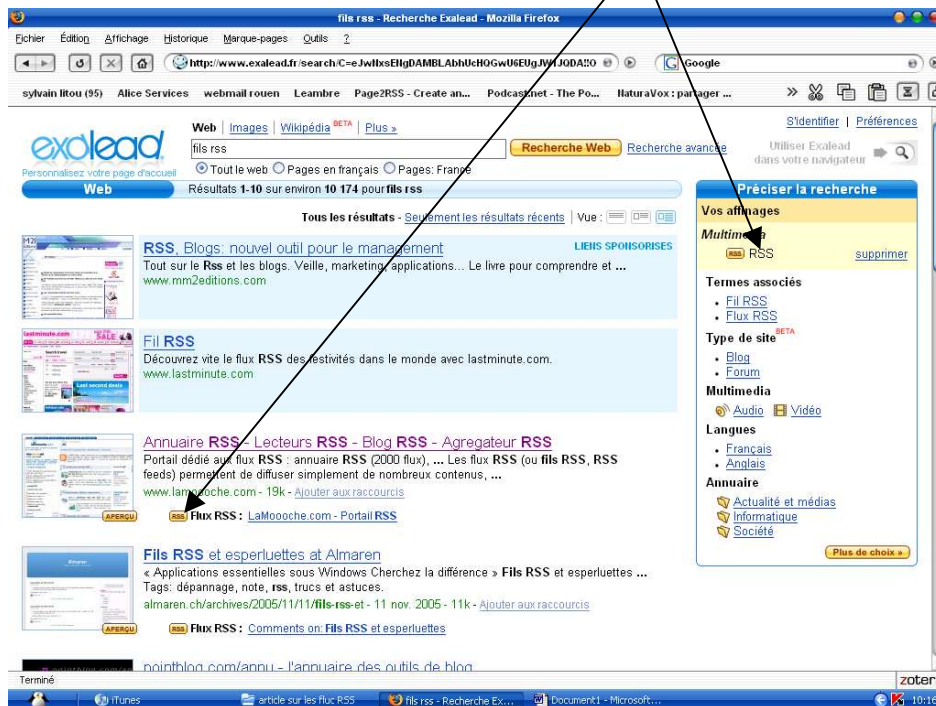 fils rss - Recherche Exalead - Mozilla Firefox
Fichier Édition Affichage Historique Marque-pages Outils ?
Google
sylvain litou (95) Alice Services webmail rouen Leambre Page2RSS - Create an... Podcast.net - The Po... NaturaVox : partager ... »
S'identifier | Préférences
exalead
Personnalisez votre page d'accueil
Web | Images | Wikipédia BETA | Plus »
fils rss
Recherche Web Recherche avancée
Tout le web Pages en français Pages: France
Utiliser Exalead
dans votre navigateur
Web Résultats 1-10 sur environ 10 174 pour fils rss
Tous les résultats - Seulement les résultats récents | Vue :
RSS, Blogs: nouvel outil pour le management
LIENS SPONSORISES
Tout sur le Rss et les blogs. Veille, marketing, applications... Le livre pour comprendre et ...
www.mm2editions.com
Fil RSS
Découvrez vite le flux RSS des festivités dans le monde avec lastminute.com.
www.lastminute.com
Annuaire RSS - Lecteurs RSS - Blog RSS - Agregateur RSS
Portail dédié aux flux RSS : annuaire RSS (2000 flux), ... Les flux RSS (ou fils RSS, RSS
feeds) permettent de diffuser simplement de nombreux contenus, ...
www.lamoooche.com - 19k - Ajouter aux raccourcis
APERÇU
RSS Flux RSS : LaMoooche.com - Portail RSS
Fils RSS et esperluettes at Almaren
« Applications essentielles sous Windows Cherchez la différence » Fils RSS et esperluettes ...
Tags: dépannage, note, rss, trucs et astuces.
almaren.ch/archives/2005/11/11/fils-rss-et - 11 nov. 2005 - 11k - Ajouter aux raccourcis
APERÇU
RSS Flux RSS : Comments on: Fils RSS et esperluettes
pointblog.com/annu - l'annuaire des outils de blog
Préciser la recherche
Vos affinages
Multimedia
RSS RSS supprimer
Termes associés
Fil RSS
Flux RSS
Type de site BETA
Blog
Forum
Multimedia
Audio Vidéo
Langues
Français
Anglais
Annuaire
Actualité et médias
Informatique
Société
Plus de choix »
Terminé
zoter
iTunes article sur les fluc RSS fils rss - Recherche Ex... Document1 - Microsoft... 10:16